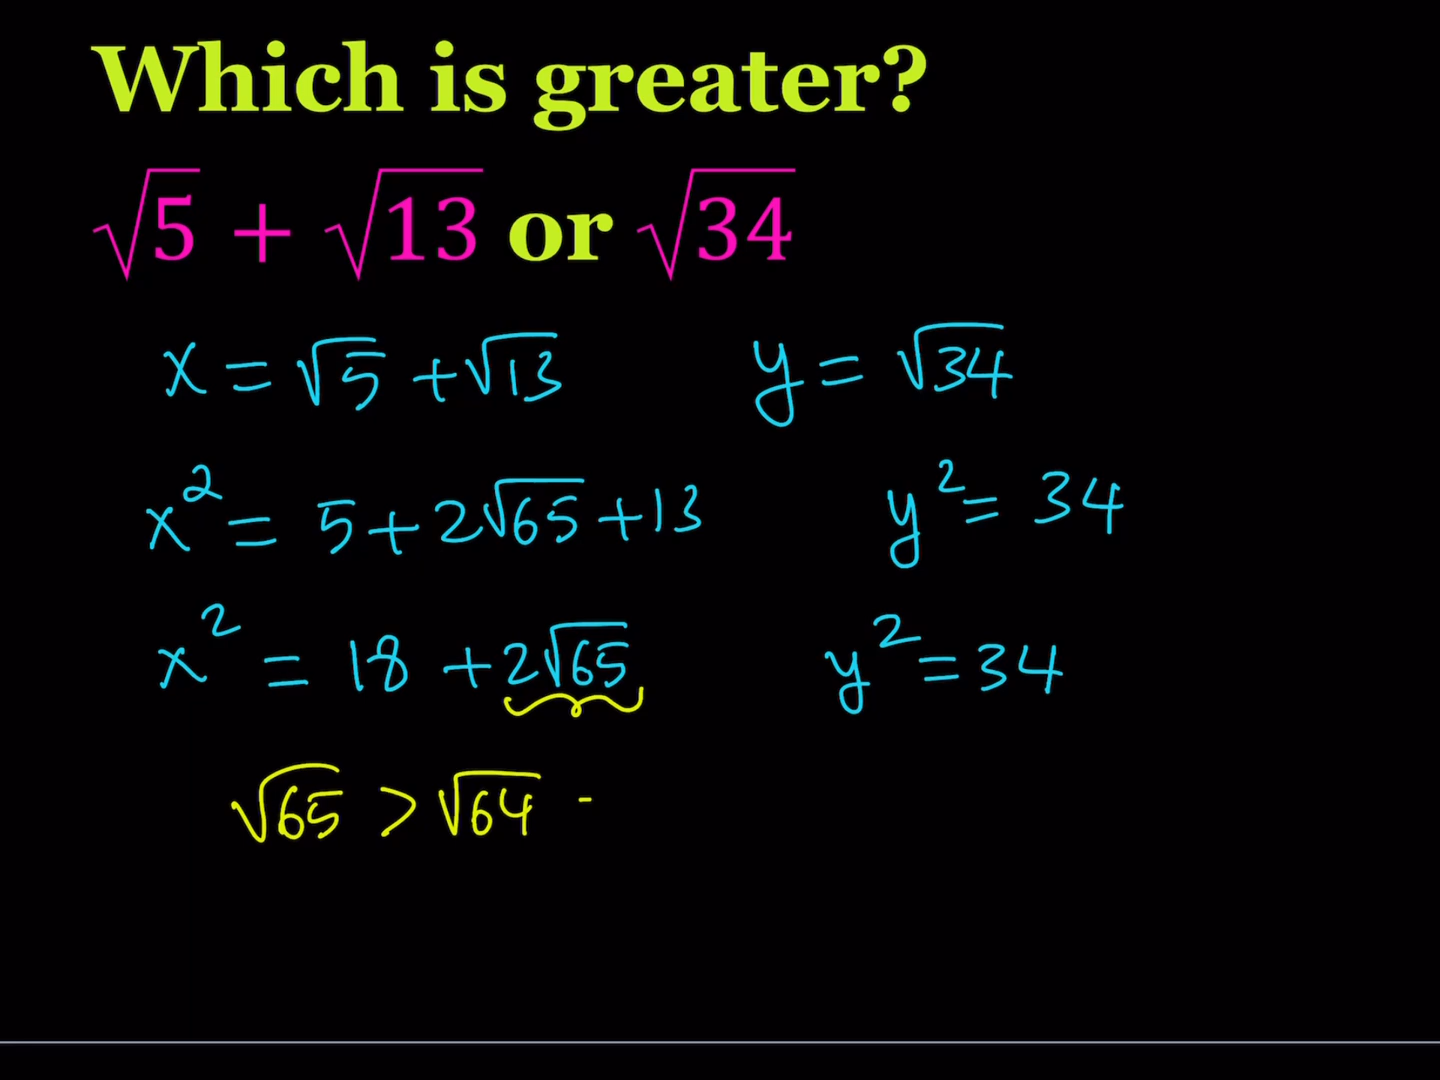 Which is greater?
√5 + √13 or √34
x = √5 + √13 y = √34
x² = 5 + 2√65 + 13 y² = 34
x² = 18 + 2√65 y² = 34
√65 > √64 -